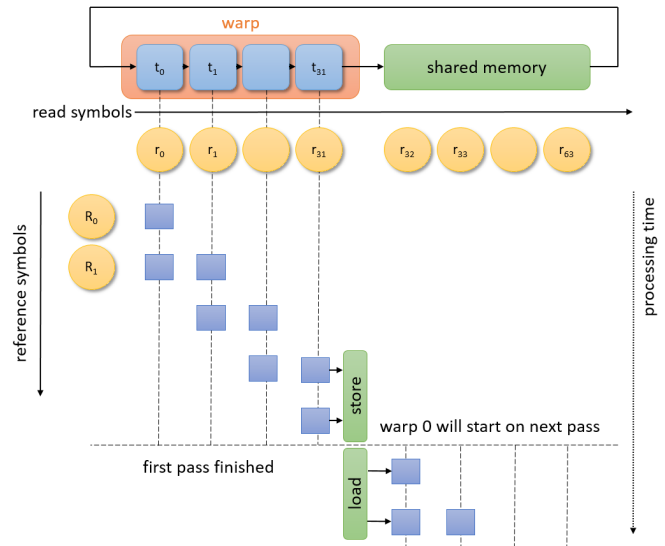 warp
t0 t1 t31 shared memory
read symbols
r0 r1 r31 r32 r33 r63
R0
R1
reference symbols
processing time
store
warp 0 will start on next pass
first pass finished
load